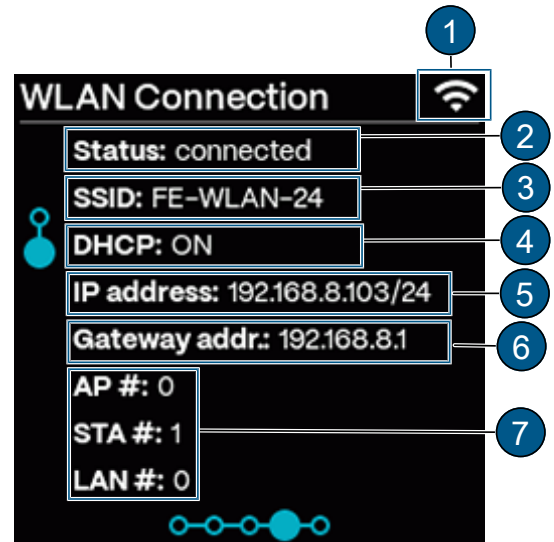 1
WLAN Connection
Status: connected
2
SSID: FE-WLAN-24
3
DHCP: ON
4
IP address: 192.168.8.103/24
5
Gateway addr.: 192.168.8.1
6
AP #: 0
STA #: 1
7
LAN #: 0